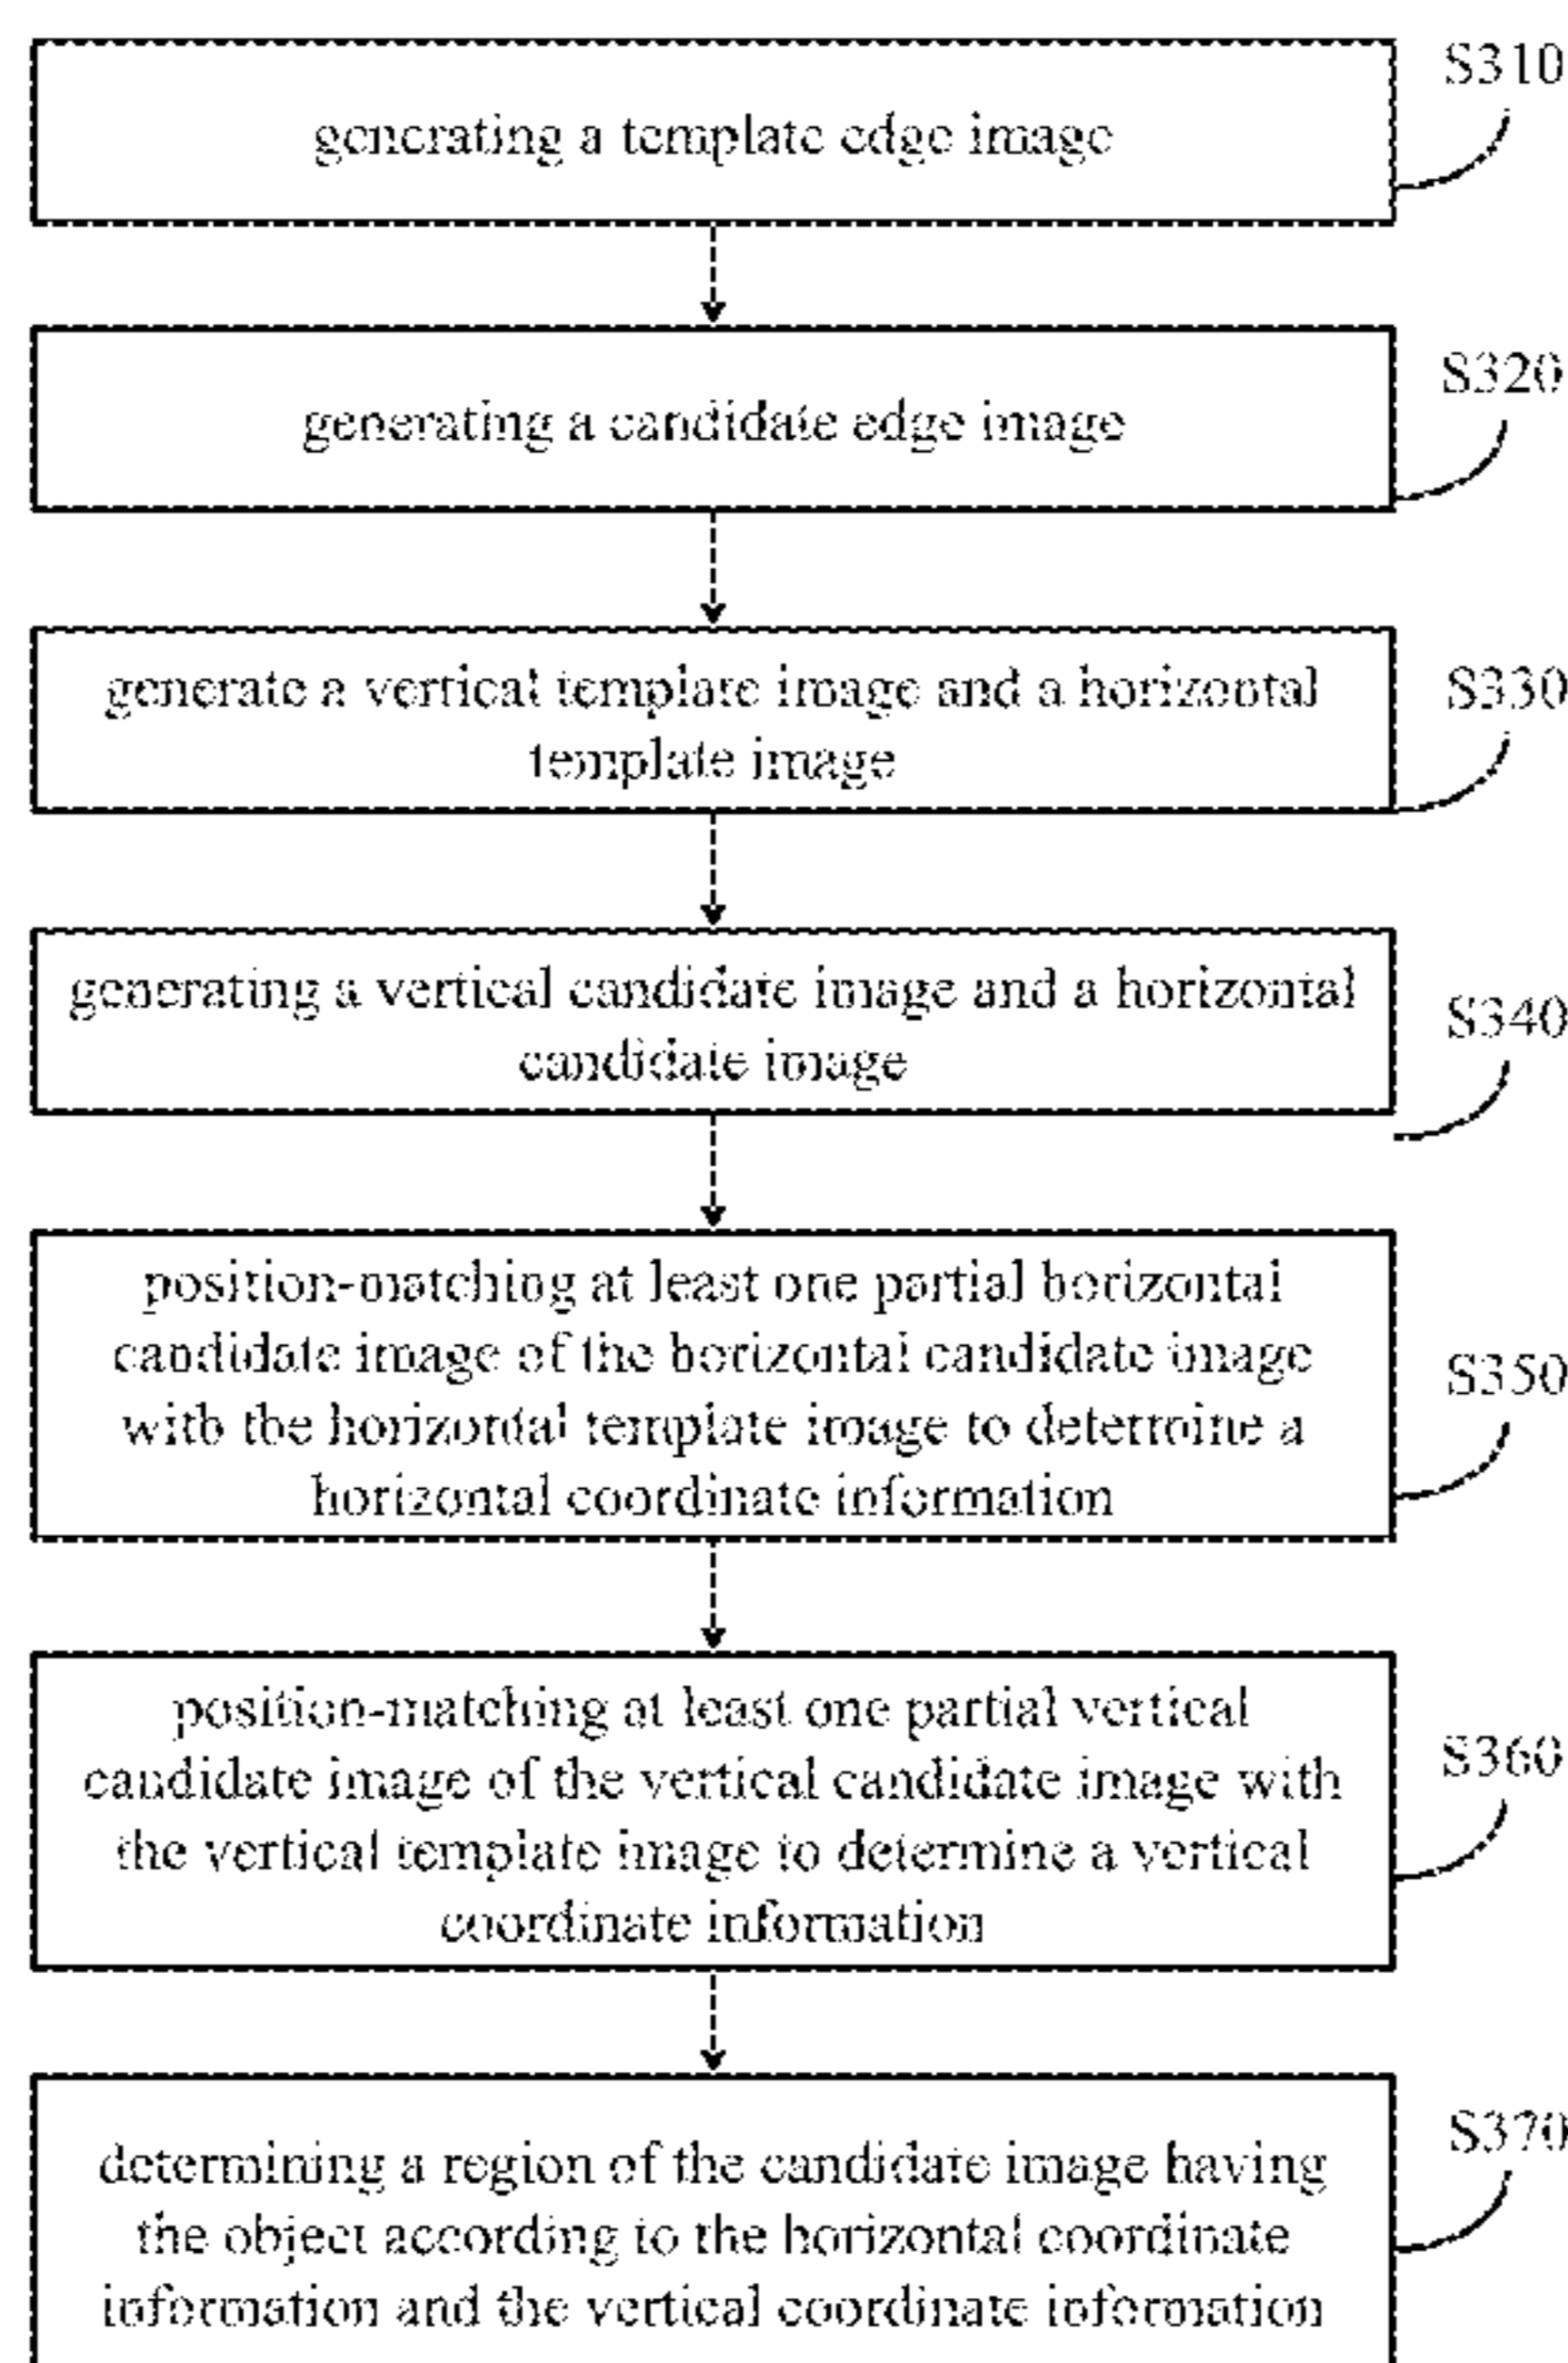 S310
generating a template edge image
S320
generating a candidate edge image
S330
generate a vertical template image and a horizontal
template image
S340
generating a vertical candidate image and a horizontal
candidate image
S350
position-matching at least one partial horizontal
candidate image of the horizontal candidate image
with the horizontal template image to determine a
horizontal coordinate information
S360
position-matching at least one partial vertical
candidate image of the vertical candidate image with
the vertical template image to determine a vertical
coordinate information
S370
determining a region of the candidate image having
the object according to the horizontal coordinate
information and the vertical coordinate information